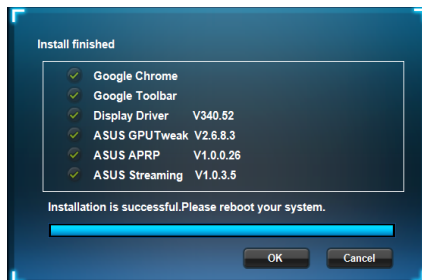 Install finished
Google Chrome
Google Toolbar
Display Driver V340.52
ASUS GPUTweak V2.6.8.3
ASUS APRP V1.0.0.26
ASUS Streaming V1.0.3.5
Installation is successful.Please reboot your system.
OK Cancel